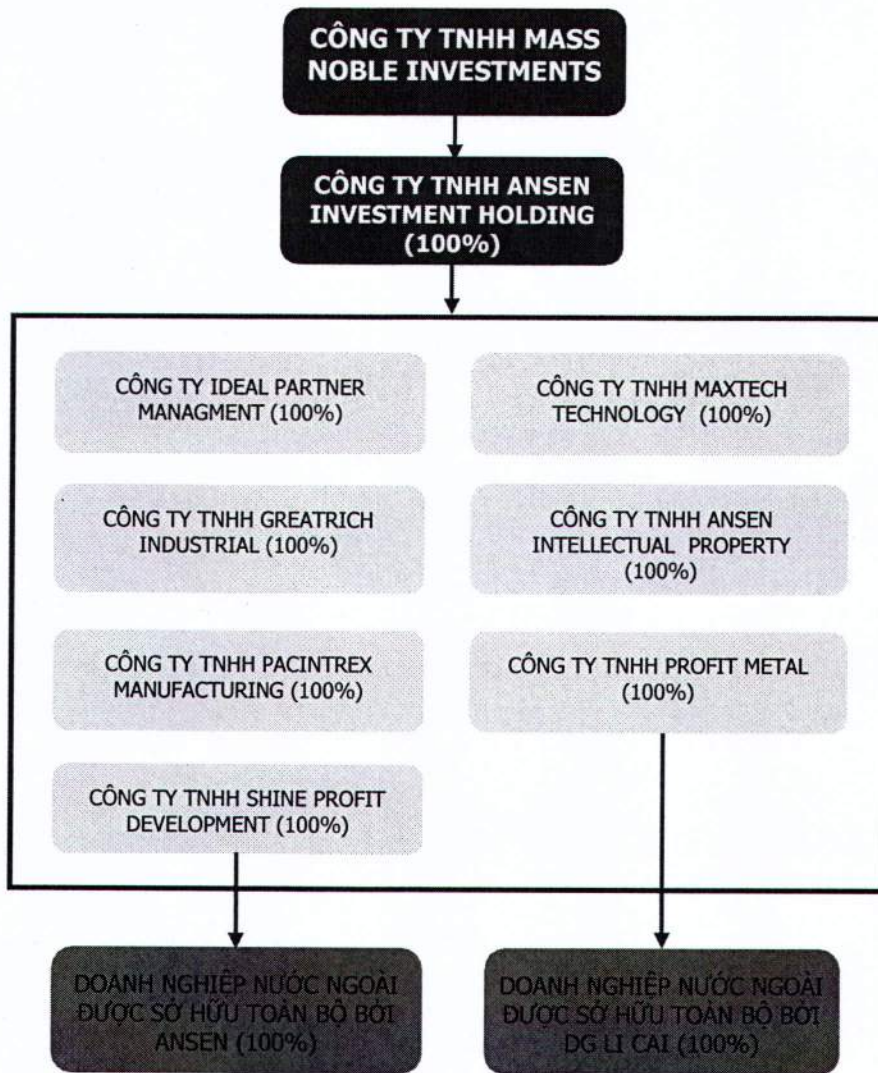 CÔNG TY TNHH MASS
NOBLE INVESTMENTS
CÔNG TY TNHH ANSEN
INVESTMENT HOLDING
(100%)
CÔNG TY IDEAL PARTNER
MANAGMENT (100%)
CÔNG TY TNHH MAXTECH
TECHNOLOGY (100%)
CÔNG TY TNHH GREATRICH
INDUSTRIAL (100%)
CÔNG TY TNHH ANSEN
INTELLECTUAL PROPERTY
(100%)
CÔNG TY TNHH PACINTREX
MANUFACTURING (100%)
CÔNG TY TNHH PROFIT METAL
(100%)
CÔNG TY TNHH SHINE PROFIT
DEVELOPMENT (100%)
DOANH NGHIỆP NƯỚC NGOÀI
ĐƯỢC SỞ HỮU TOÀN BỘ BỞI
ANSEN (100%)
DOANH NGHIỆP NƯỚC NGOÀI
ĐƯỢC SỞ HỮU TOÀN BỘ BỞI
DG LI CAI (100%)